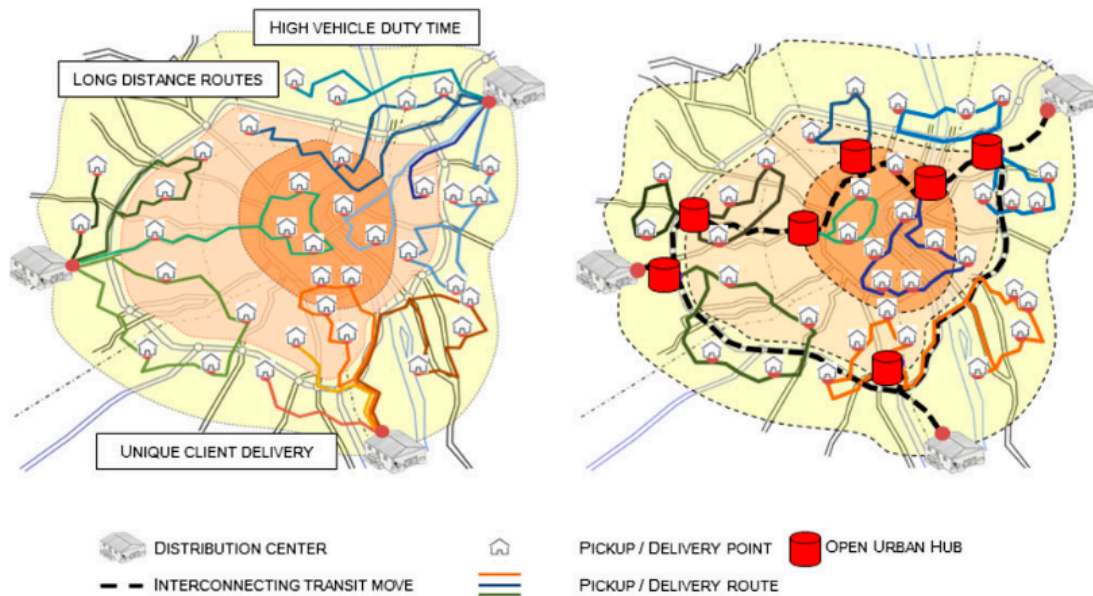 HIGH VEHICLE DUTY TIME
LONG DISTANCE ROUTES
UNIQUE CLIENT DELIVERY
DISTRIBUTION CENTER
PICKUP / DELIVERY POINT
OPEN URBAN HUB
INTERCONNECTING TRANSIT MOVE
PICKUP / DELIVERY ROUTE